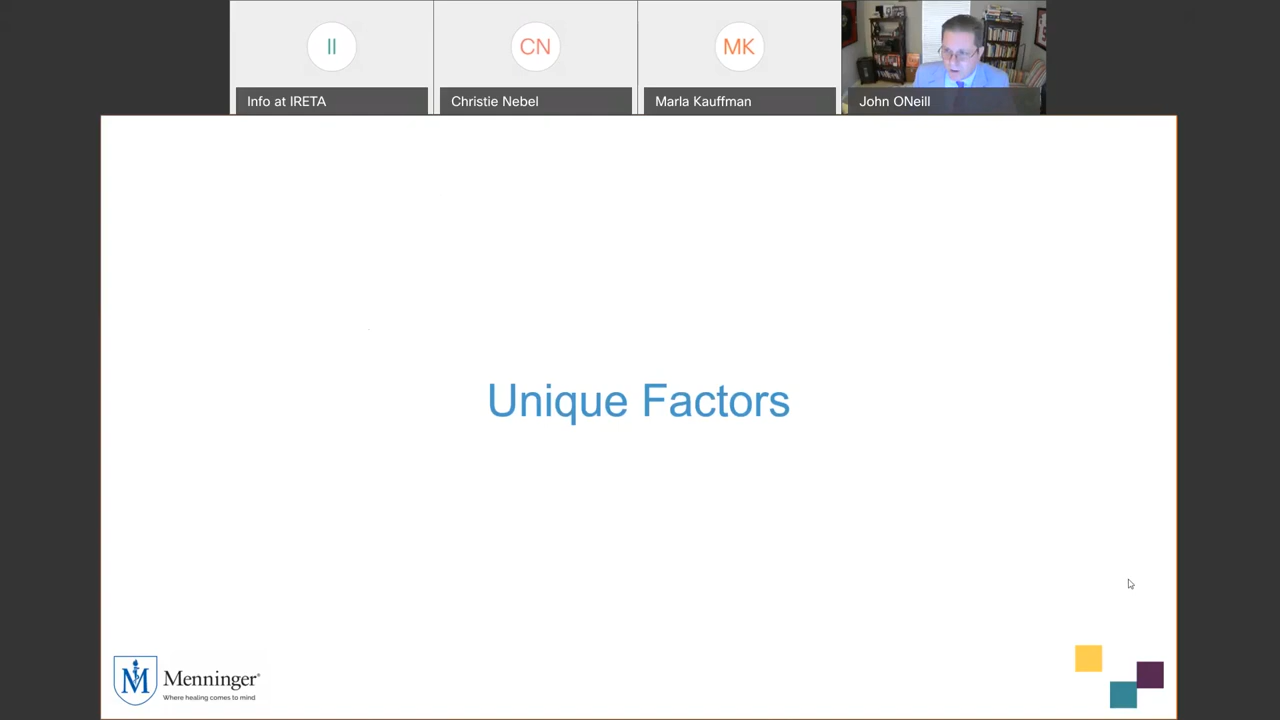 II
CN
MK
Info at IRETA
Christie Nebel
Marla Kauffman
John ONeill
Unique Factors
M
Menninger®
Where healing comes to mind